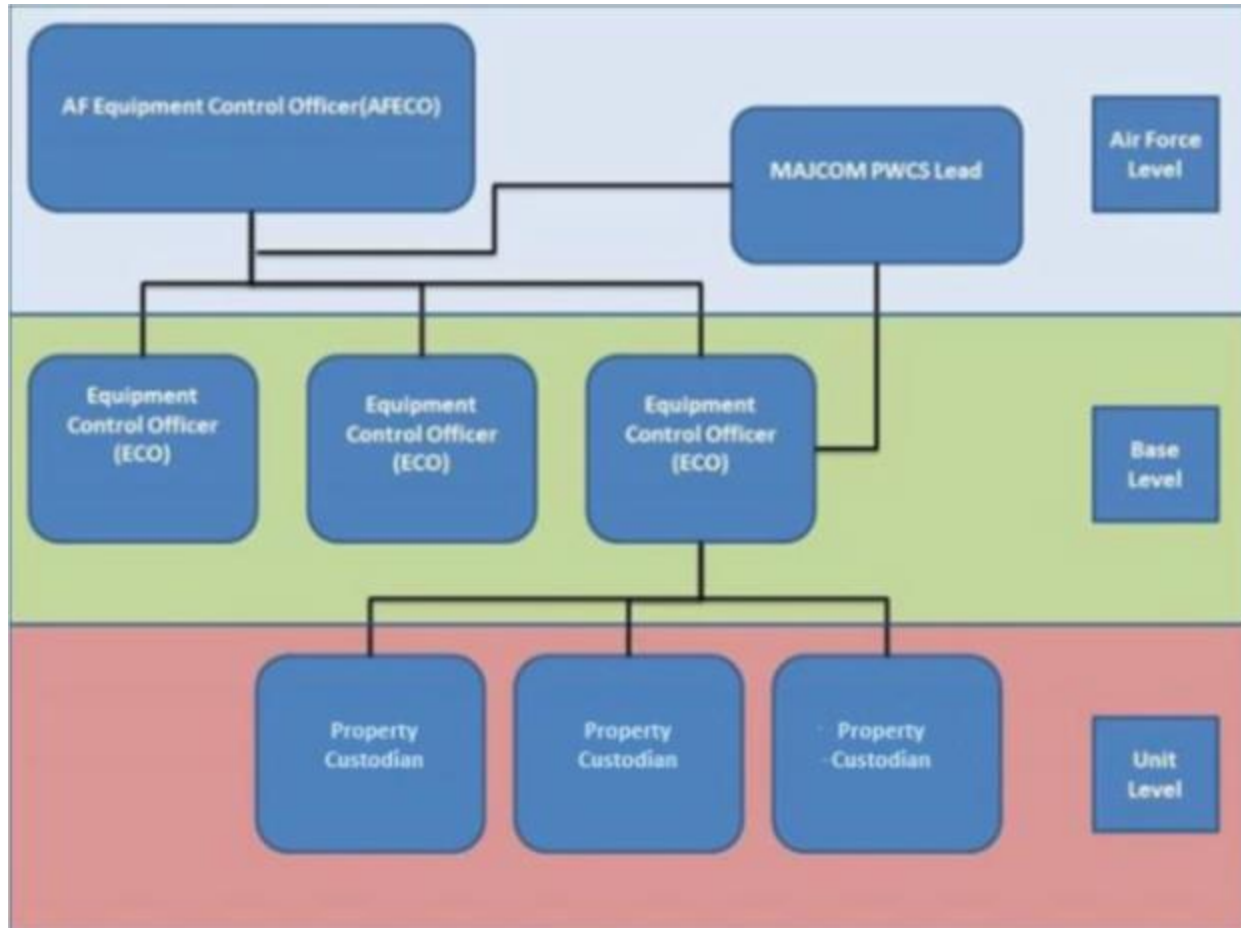 AF Equipment Control Officer(AFECO)
MAJCOM PWCS Lead
Air Force
Level
Equipment
Control Officer
(ECO)
Equipment
Control Officer
(ECO)
Equipment
Control Officer
(ECO)
Base
Level
Property
Custodian
Property
Custodian
Property
Custodian
Unit
Level